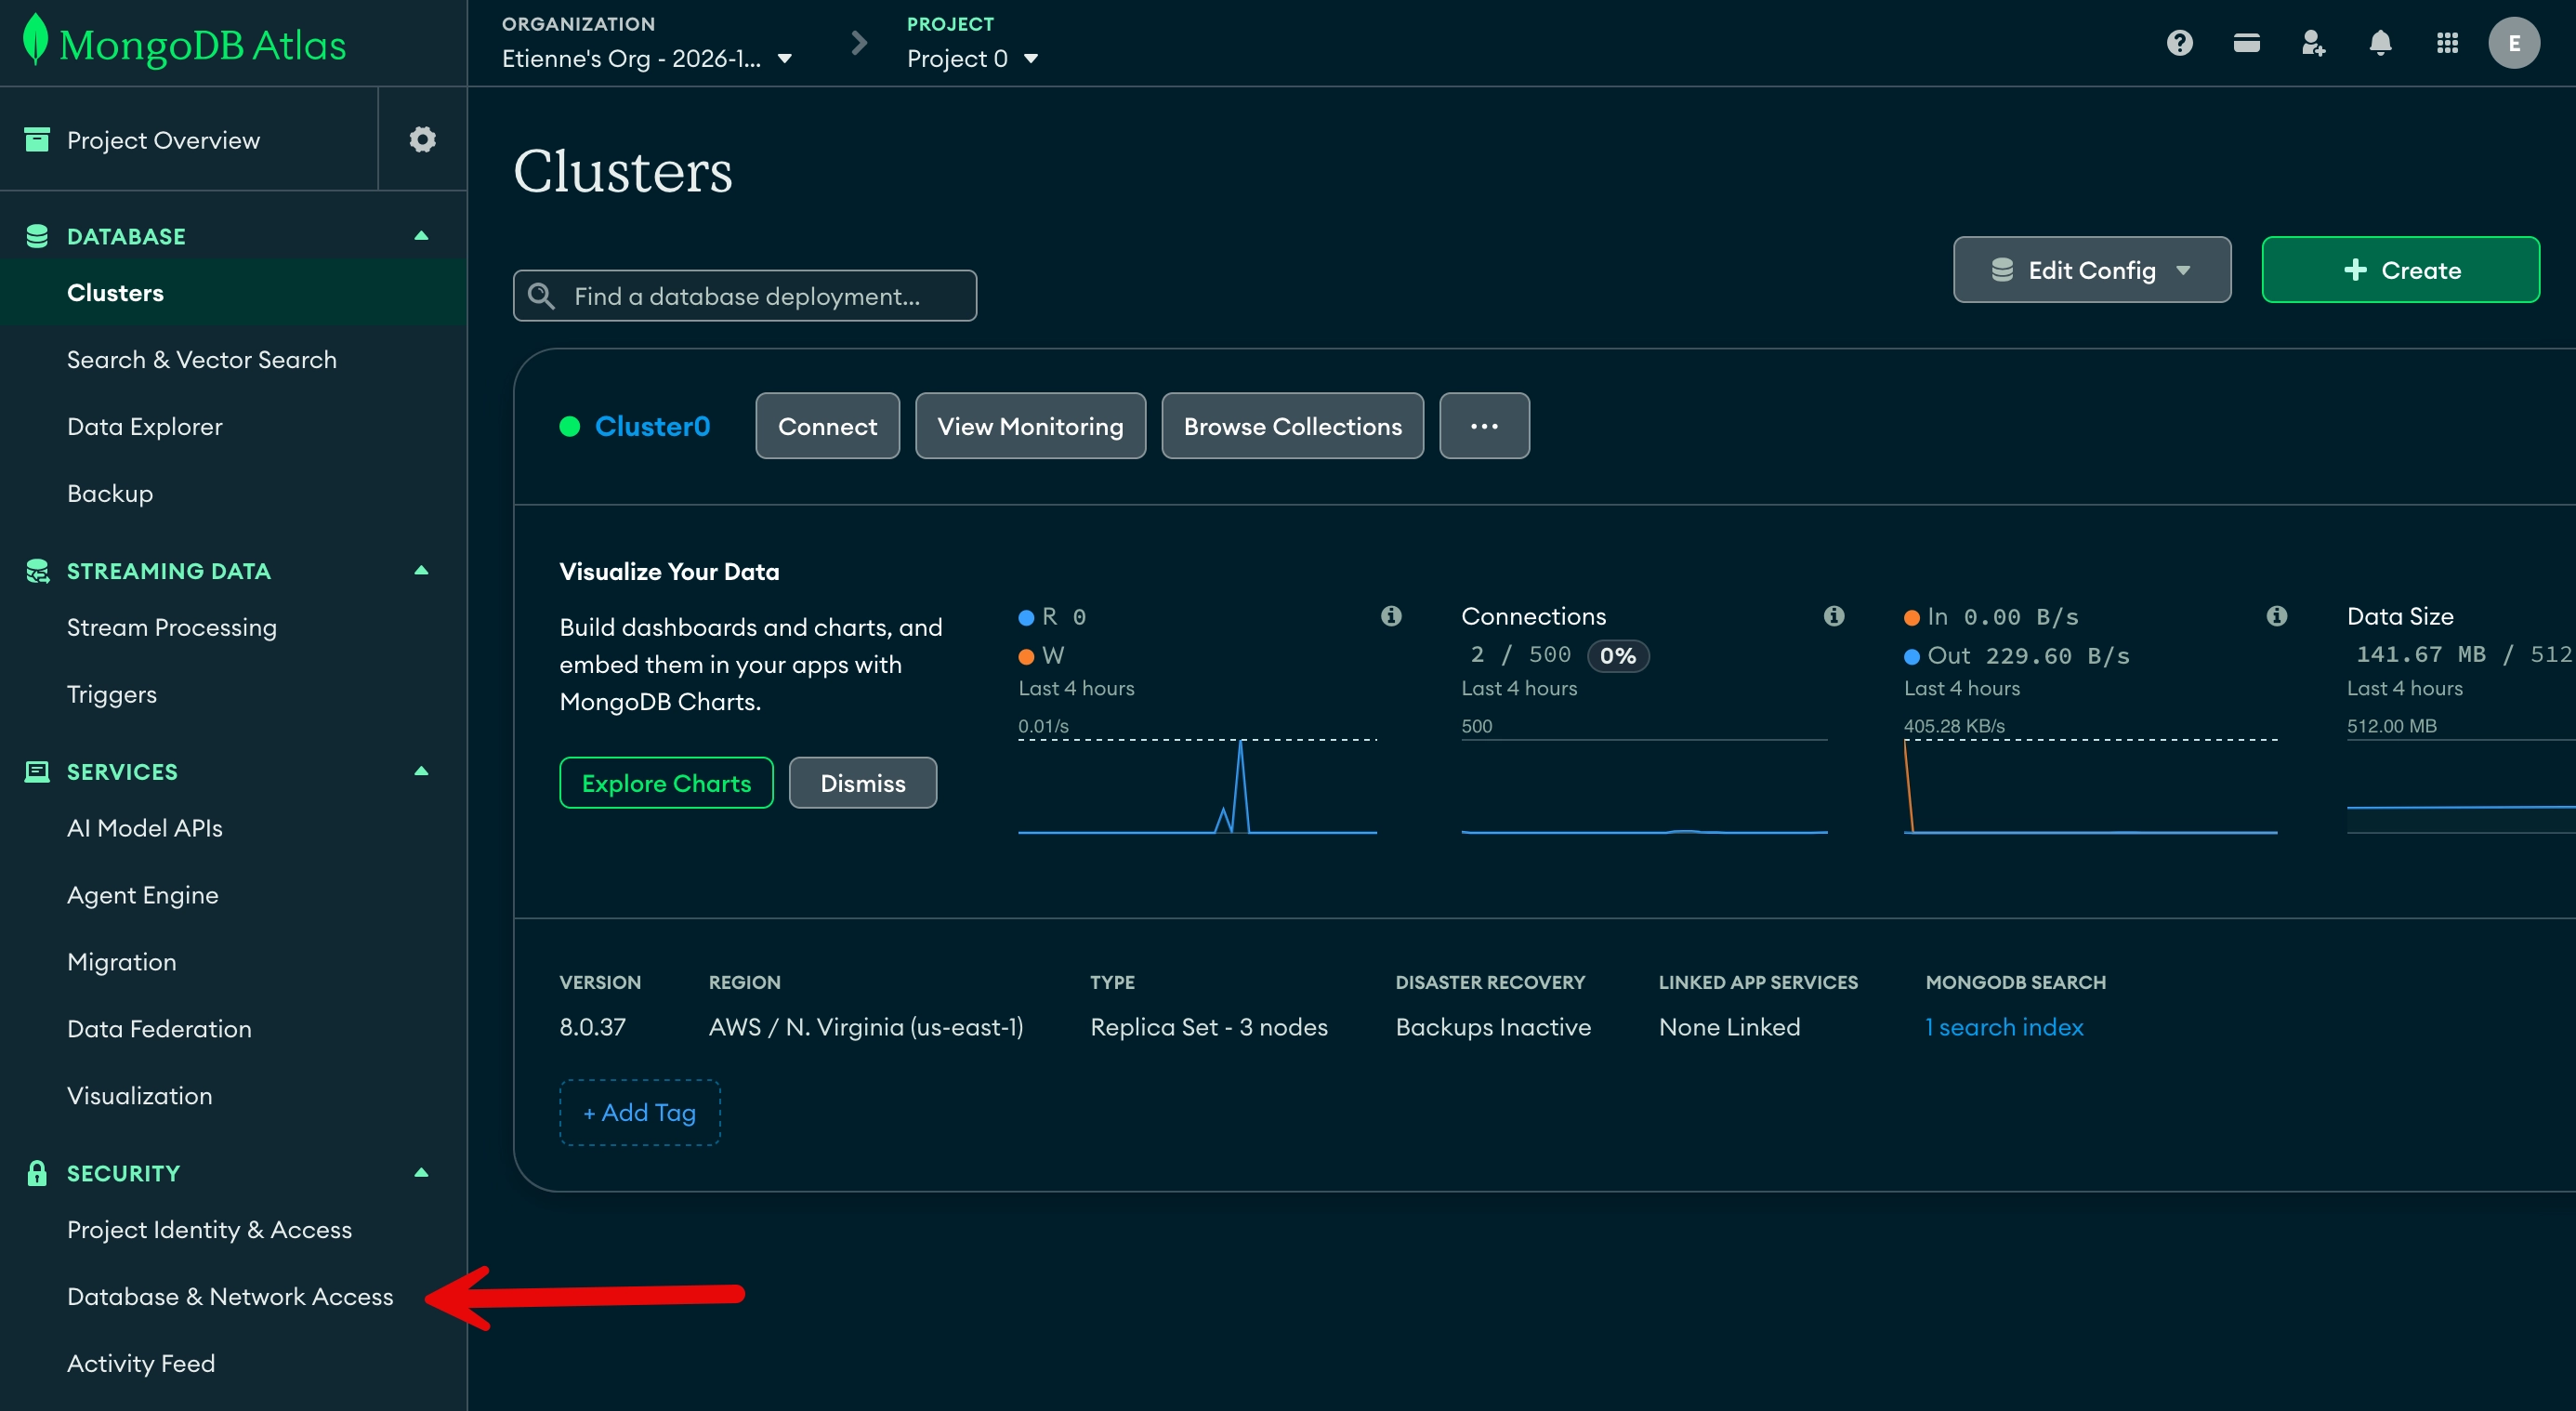 MongoDB Atlas
ORGANIZATION
Etienne's Org - 2026-1...
PROJECT
Project 0
E
Project Overview
DATABASE
Clusters
Search & Vector Search
Data Explorer
Backup
STREAMING DATA
Stream Processing
Triggers
SERVICES
AI Model APIs
Agent Engine
Migration
Data Federation
Visualization
SECURITY
Project Identity & Access
Database & Network Access
Activity Feed
Clusters
Find a database deployment...
Edit Config
+ Create
Cluster0
Connect
View Monitoring
Browse Collections
...
Visualize Your Data
Build dashboards and charts, and
embed them in your apps with
MongoDB Charts.
Explore Charts
Dismiss
R 0
W
Last 4 hours
0.01/s
Connections
2 / 500 0%
Last 4 hours
500
In 0.00 B/s
Out 229.60 B/s
Last 4 hours
405.28 KB/s
Data Size
141.67 MB / 512
Last 4 hours
512.00 MB
VERSION
8.0.37
REGION
AWS / N. Virginia (us-east-1)
TYPE
Replica Set - 3 nodes
DISASTER RECOVERY
Backups Inactive
LINKED APP SERVICES
None Linked
MONGODB SEARCH
1 search index
+ Add Tag